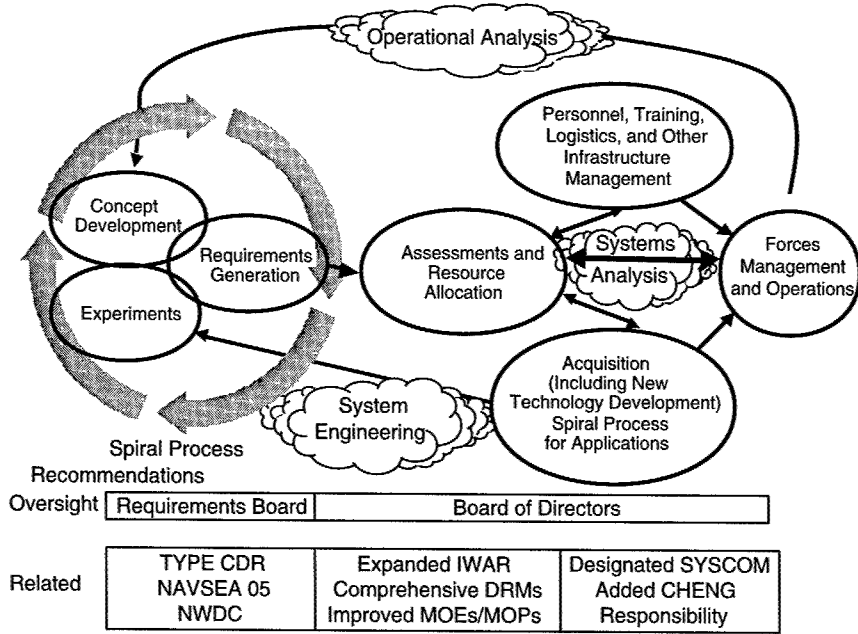 Operational Analysis
Personnel, Training,
Logistics, and Other
Infrastructure
Management
Concept
Development
Requirements
Generation
Experiments
Assessments and
Resource
Allocation
Systems
Analysis
Forces
Management
and Operations
Acquisition
(Including New
Technology Development)
Spiral Process
for Applications
System
Engineering
Spiral Process
Recommendations
Oversight
Requirements Board
Board of Directors
Related
TYPE CDR
NAVSEA 05
NWDC
Expanded IWAR
Comprehensive DRMs
Improved MOEs/MOPs
Designated SYSCOM
Added CHENG
Responsibility